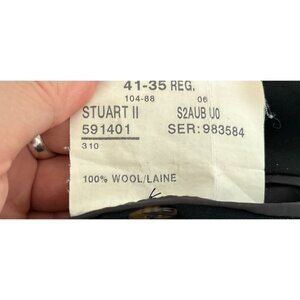 41-35 REG.
104-88 06
STUART II S2AUB U0
591401 SER: 983584
310
100% WOOL/LAINE